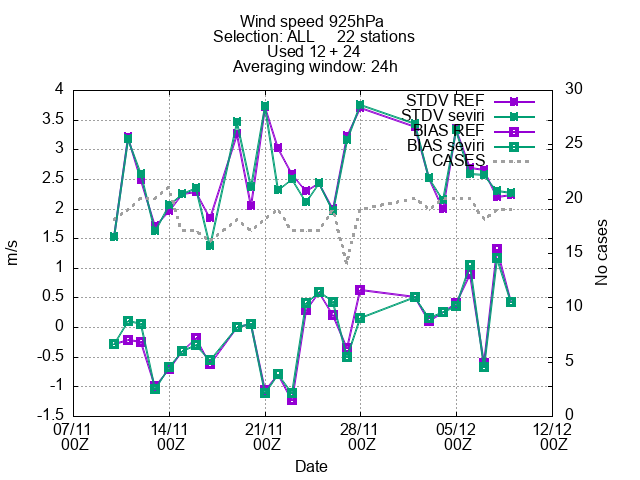 Wind speed 925hPa
Selection: ALL 22 stations
Used 12 + 24
Averaging window: 24h
4
3.5
3
2.5
2
1.5
1
0.5
0
-0.5
-1
-1.5
m/s
30
25
20
15
10
5
0
No cases
STDV REF
STDV seviri
BIAS REF
BIAS seviri
CASES
07/11 14/11 21/11 28/11 05/12 12/12
00Z 00Z 00Z 00Z 00Z 00Z
Date